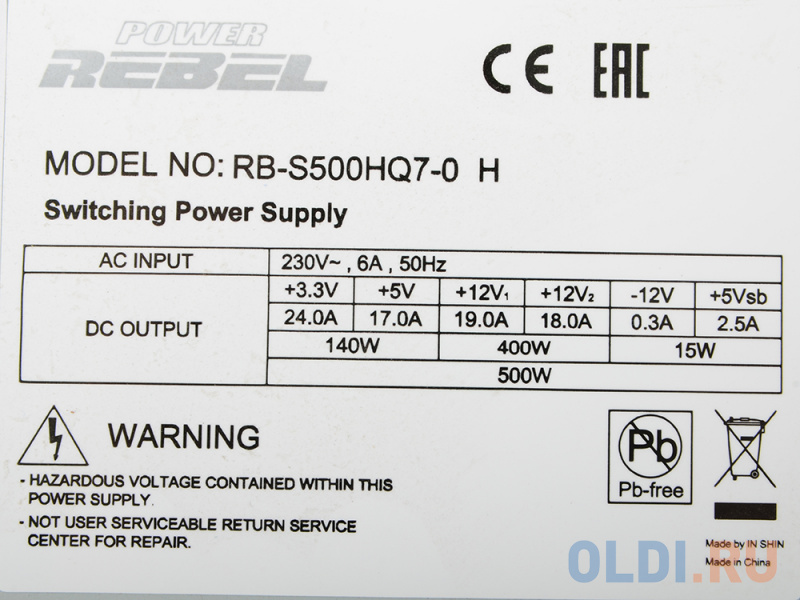 POWER
REBEL
CE EAC
MODEL NO: RB-S500HQ7-0 H
Switching Power Supply
AC INPUT 230V~ , 6A , 50Hz
DC OUTPUT +3.3V +5V +12V₁ +12V₂ -12V +5Vsb
24.0A 17.0A 19.0A 18.0A 0.3A 2.5A
140W 400W 15W
500W
WARNING
- HAZARDOUS VOLTAGE CONTAINED WITHIN THIS
POWER SUPPLY.
- NOT USER SERVICEABLE RETURN SERVICE
CENTER FOR REPAIR.
Pb
Pb-free
Made by IN SHIN
Made in China
OLDI.RU